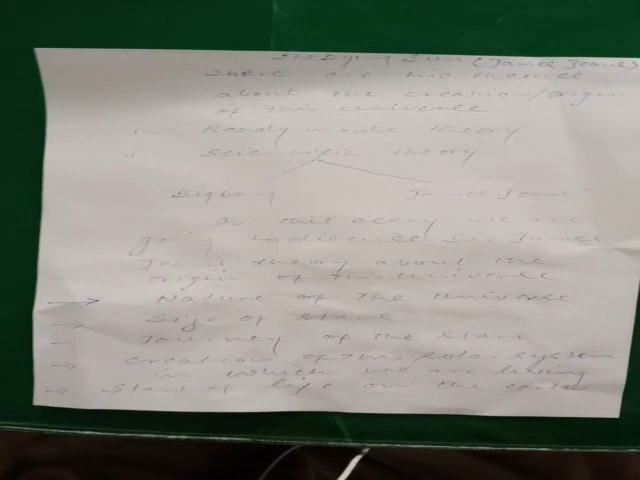 The Dying Sun (James Jeans)
There are two theories
about the creation/origin
of this universe
i. Ready made theory
ii Scientific theory
Bigbang James Jeans
In this essay we are
going to discuss Sir James
Jeans' theory about the
origin of this universe
→ Nature of the universe
→ Size of stars
→ Journey of the stars
→ creation of this solar system
in which we are living
→ Start of life on the earth